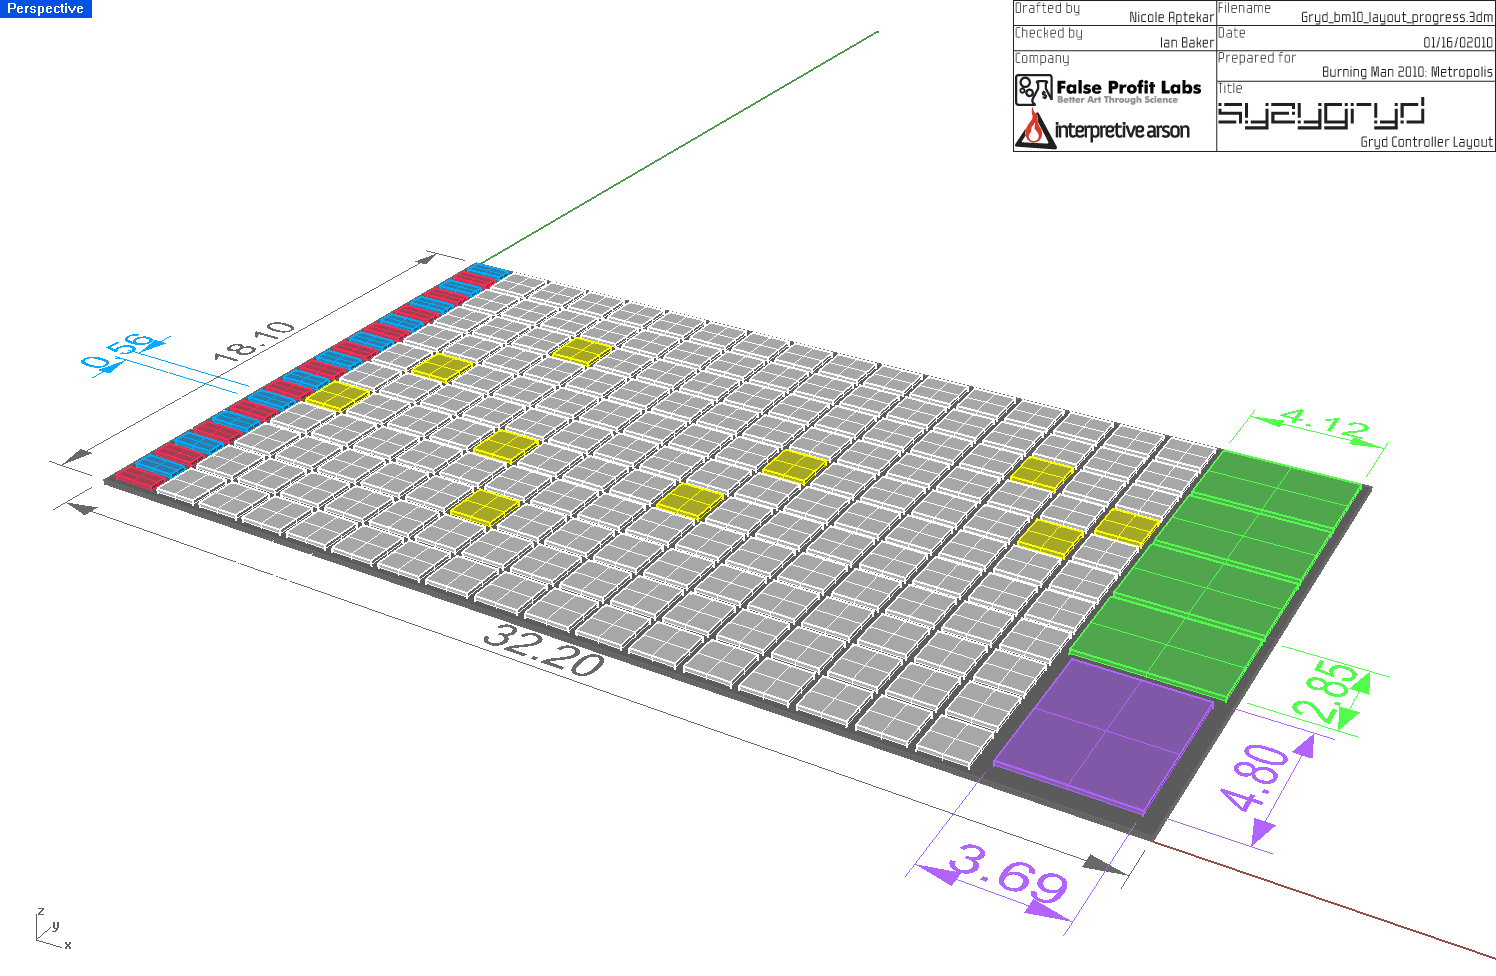 Perspective
Drafted by
Nicole Aptekar
Filename
Gryd_bm10_layout_progress.3dm
Checked by
Ian Baker
Date
01/16/02010
Company
False Profit Labs
Better Art Through Science
interpretive arson
Prepared for
Burning Man 2010: Metropolis
Title
syzygryd
Gryd Controller Layout
18.10
0.56
4.12
32.20
2.85
4.80
3.69
z
y
x